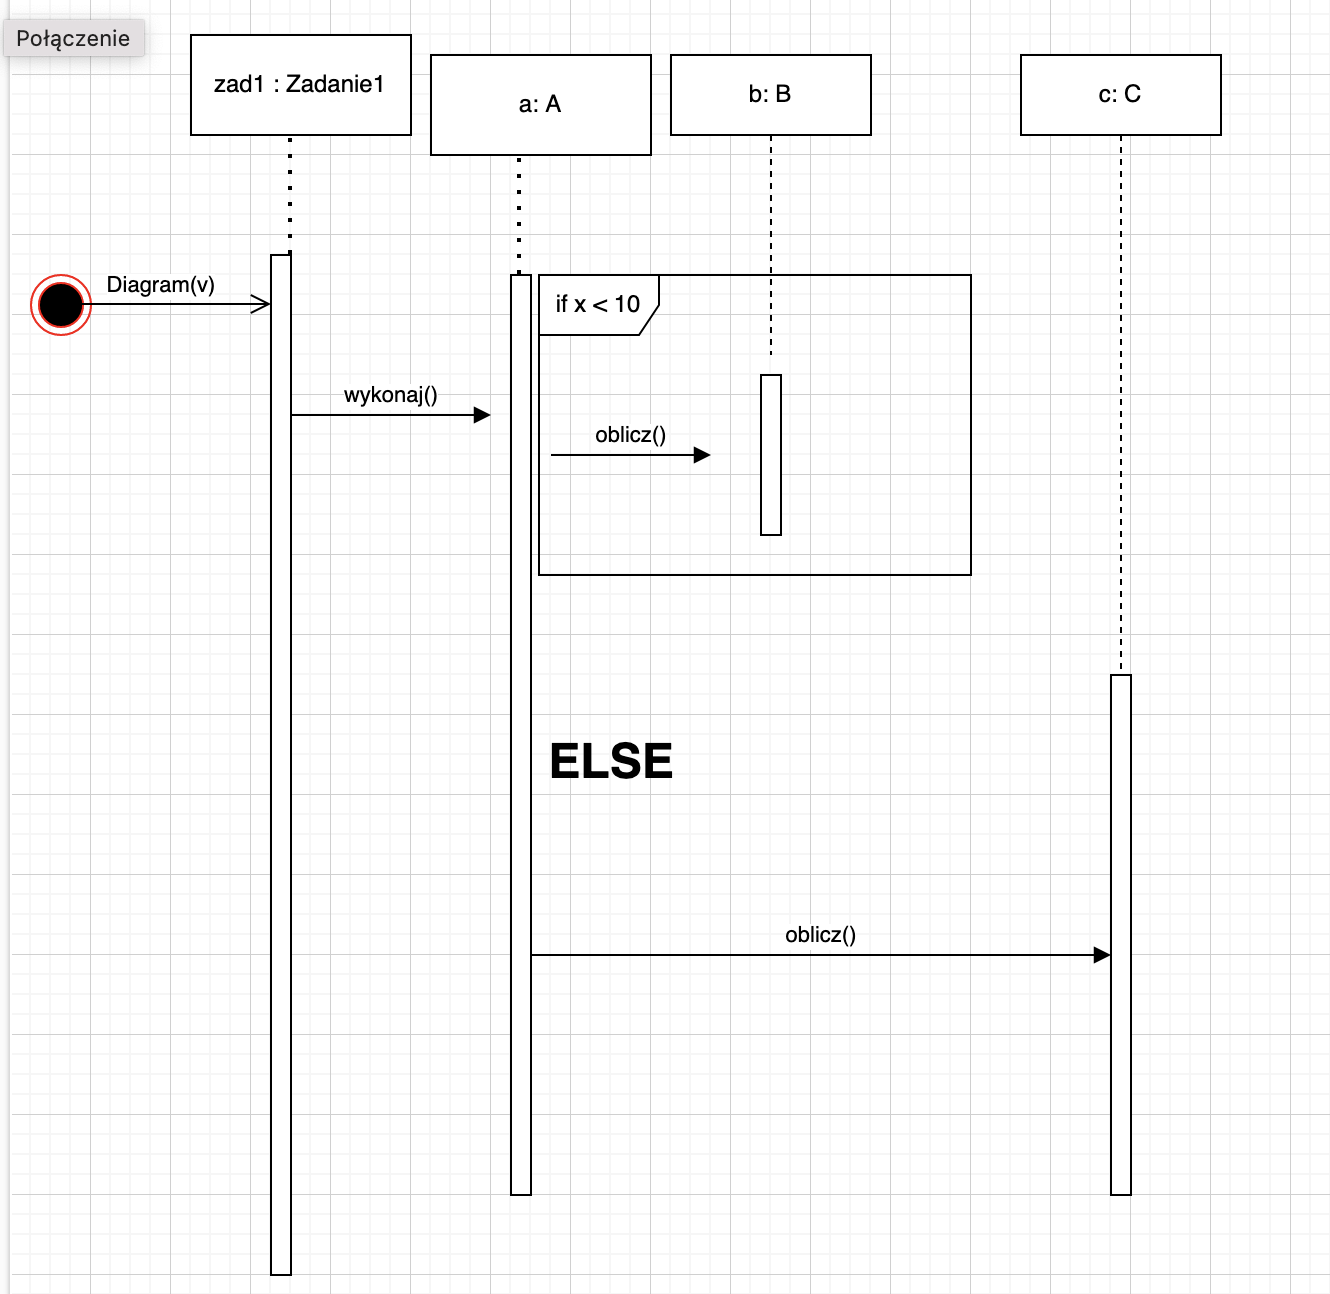 Połączenie
zad1 : Zadanie1
a: A
b: B
c: C
Diagram(v)
if x < 10
wykonaj()
oblicz()
ELSE
oblicz()